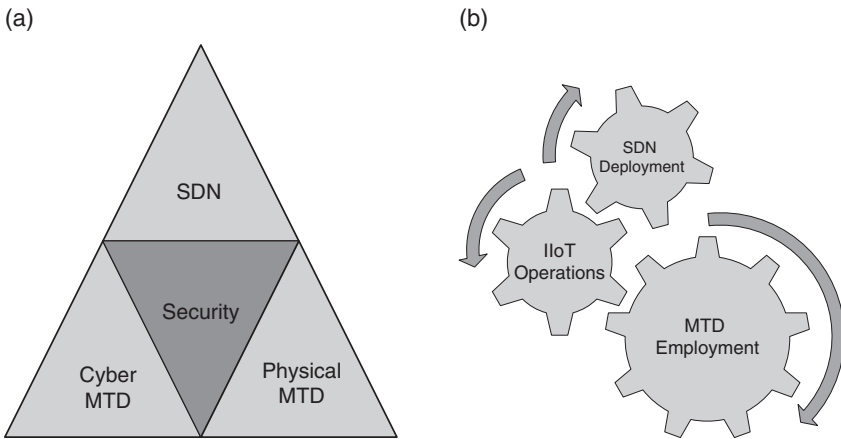 (a)
SDN
Security
Cyber
MTD
Physical
MTD
(b)
SDN
Deployment
IIoT
Operations
MTD
Employment